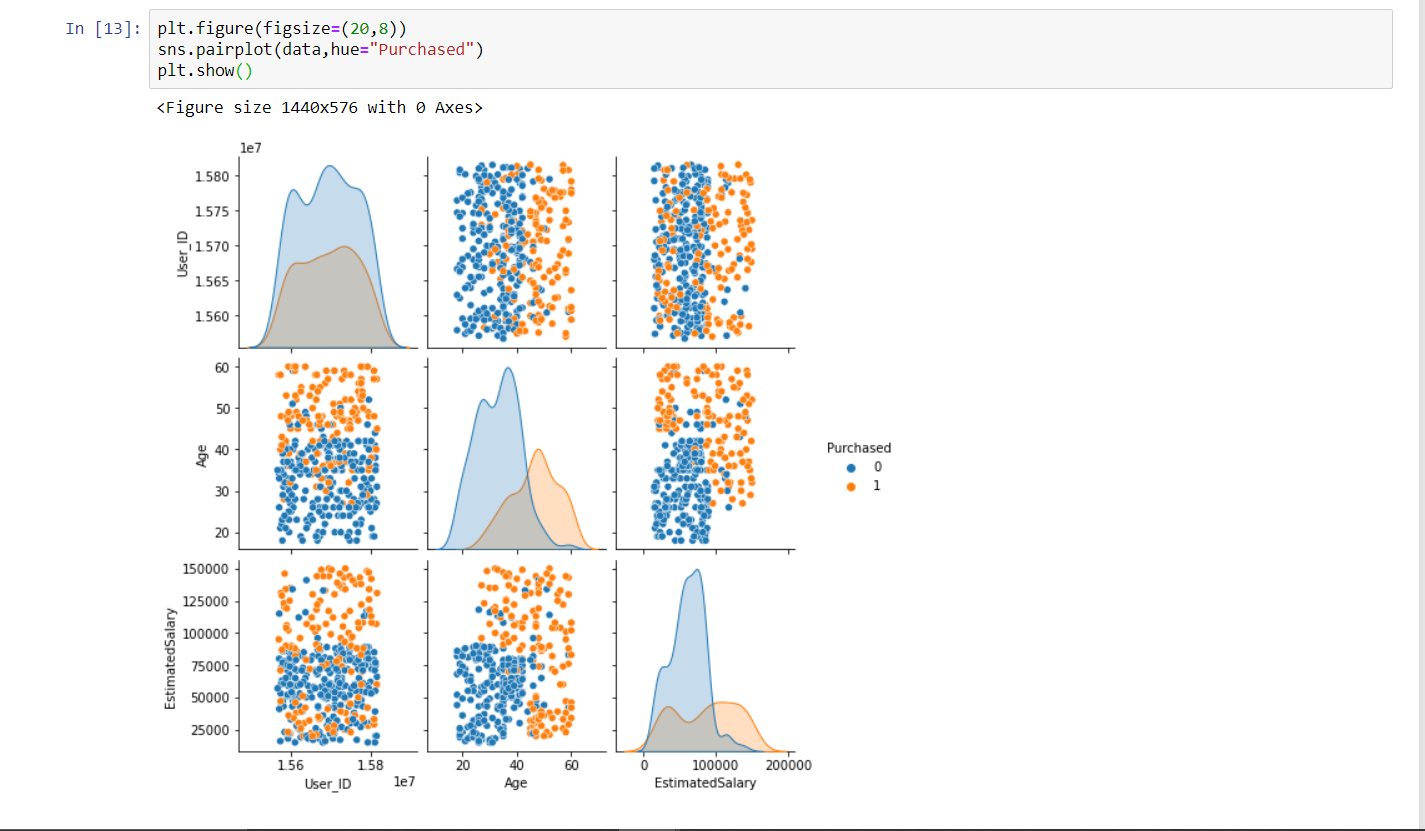 In [13]:
plt.figure(figsize=(20,8))
sns.pairplot(data,hue="Purchased")
plt.show()
<Figure size 1440x576 with 0 Axes>
1e7
1.580
1.575
1.570
1.565
1.560
User_ID
60
50
40
30
20
Age
Purchased
0
1
150000
125000
100000
75000
50000
25000
EstimatedSalary
1.56 1.58
User_ID 1e7
20 40 60
Age
0 100000 200000
EstimatedSalary